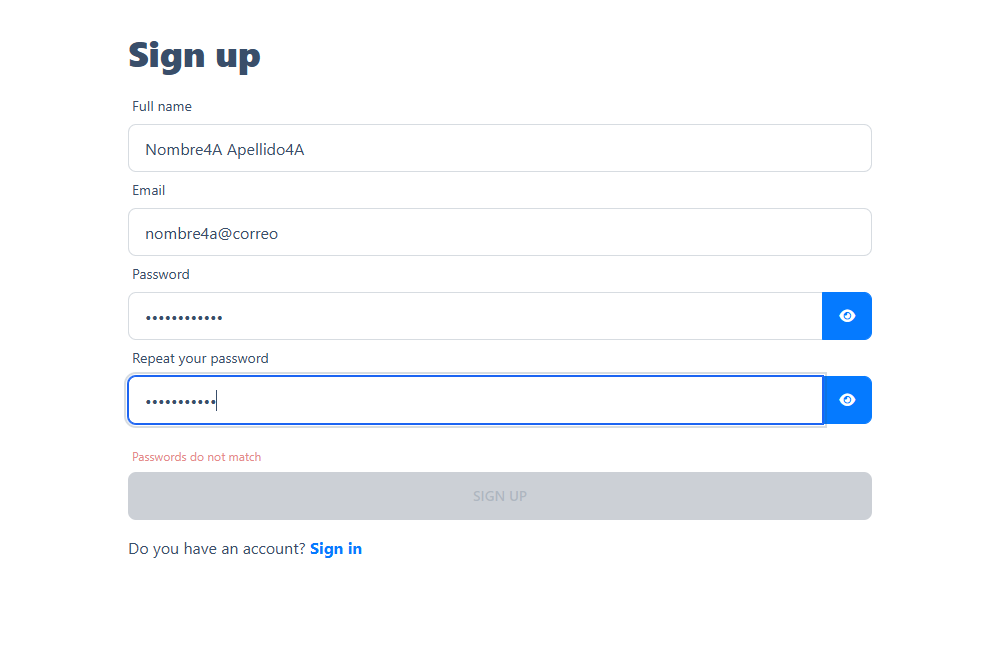 Sign up
Full name
Nombre4A Apellido4A
Email
nombre4a@correo
Password
••••••••••••
Repeat your password
•••••••••••
Passwords do not match
SIGN UP
Do you have an account? Sign in